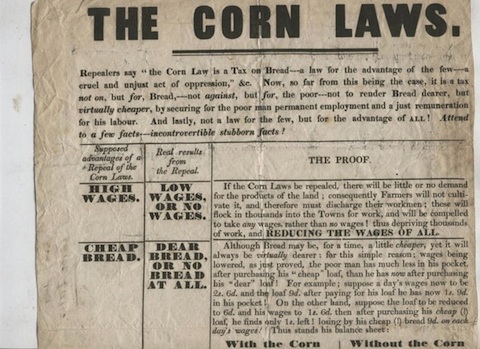 THE CORN LAWS.
Repealers say "the Corn Law is a Tax on Bread---a law for the advantage of the few---a
cruel and unjust act of oppression," &c. Now, so far from this being the case, it is a tax
not on, but for, Bread,---not against, but for, the poor---not to render Bread dearer, but
virtually cheaper, by securing for the poor man permanent employment and a just remuneration
for his labour. And lastly, not a law for the few, but for the advantage of ALL! Attend
to a few facts---incontrovertible stubborn facts!
Supposed
advantages of a
Repeal of the
Corn Laws.
Real results
from
the Repeal.
THE PROOF.
HIGH
WAGES.
LOW
WAGES,
OR NO
WAGES.
If the Corn Laws be repealed, there will be little or no demand
for the products of the land; consequently Farmers will not culti-
vate it, and therefore must discharge their workmen; these will
flock in thousands into the Towns for work, and will be compelled
to take any wages rather than no wages! thus depriving thousands
of work, and REDUCING THE WAGES OF ALL.
CHEAP
BREAD.
DEAR
BREAD,
OR NO
BREAD
AT ALL.
Although Bread may be, for a time, a little cheaper, yet it will
always be virtually dearer: for this simple reason; wages being
lowered, as just proved, the poor man has much less in his pocket
after purchasing his "cheap" loaf, than he has now after purchasing
his "dear" loaf! For example; suppose a day's wages now to be
2s. 6d. and the loaf 9d. after paying for his loaf he has now 1s. 9d.
in his pocket! On the other hand, suppose the loaf to be reduced
to 6d. and his wages to 1s. 6d. then after purchasing his cheap (!)
loaf, he finds only 1s. left! losing by his cheap (!) bread 9d. on each
day's wages! Thus stands his balance sheet:
With the Corn
Without the Corn